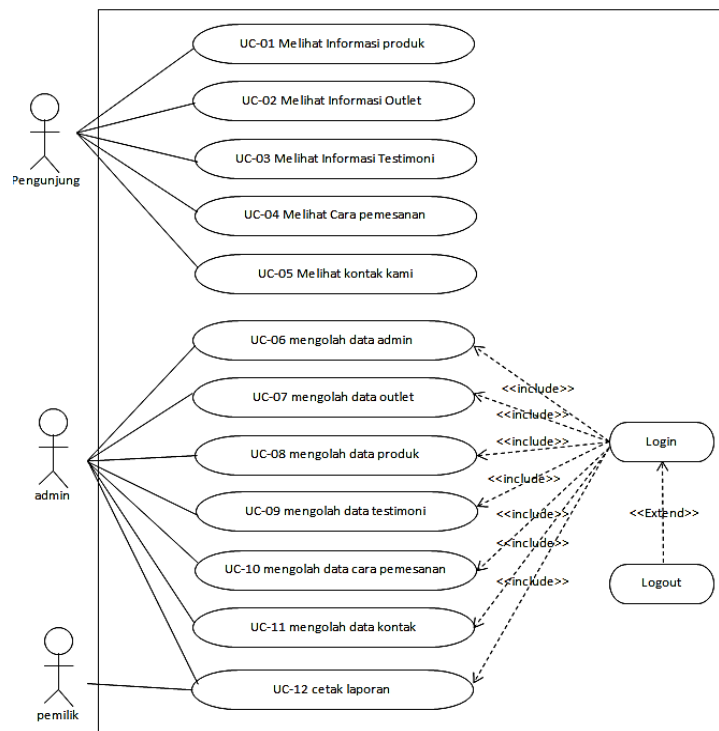 UC-01 Melihat Informasi produk
UC-02 Melihat Informasi Outlet
UC-03 Melihat Informasi Testimoni
Pengunjung
UC-04 Melihat Cara pemesanan
UC-05 Melihat kontak kami
UC-06 mengolah data admin
<<include>>
UC-07 mengolah data outlet
<<include>>
<<include>>
Login
UC-08 mengolah data produk
<<include>>
admin
UC-09 mengolah data testimoni
<<Extend>>
<<include>>
UC-10 mengolah data cara pemesanan
<<include>>
Logout
UC-11 mengolah data kontak
UC-12 cetak laporan
pemilik